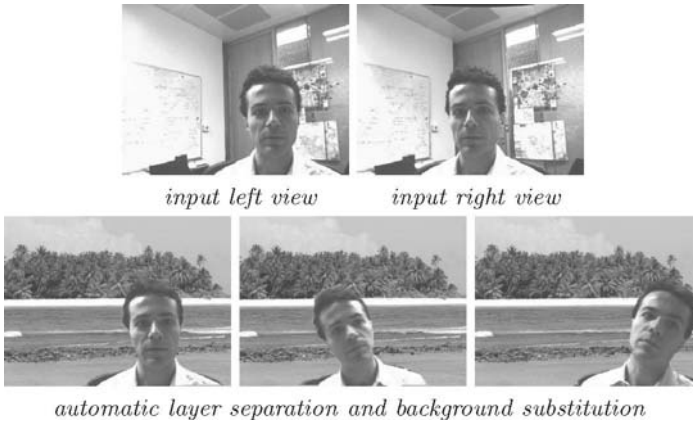 input left view
input right view
automatic layer separation and background substitution